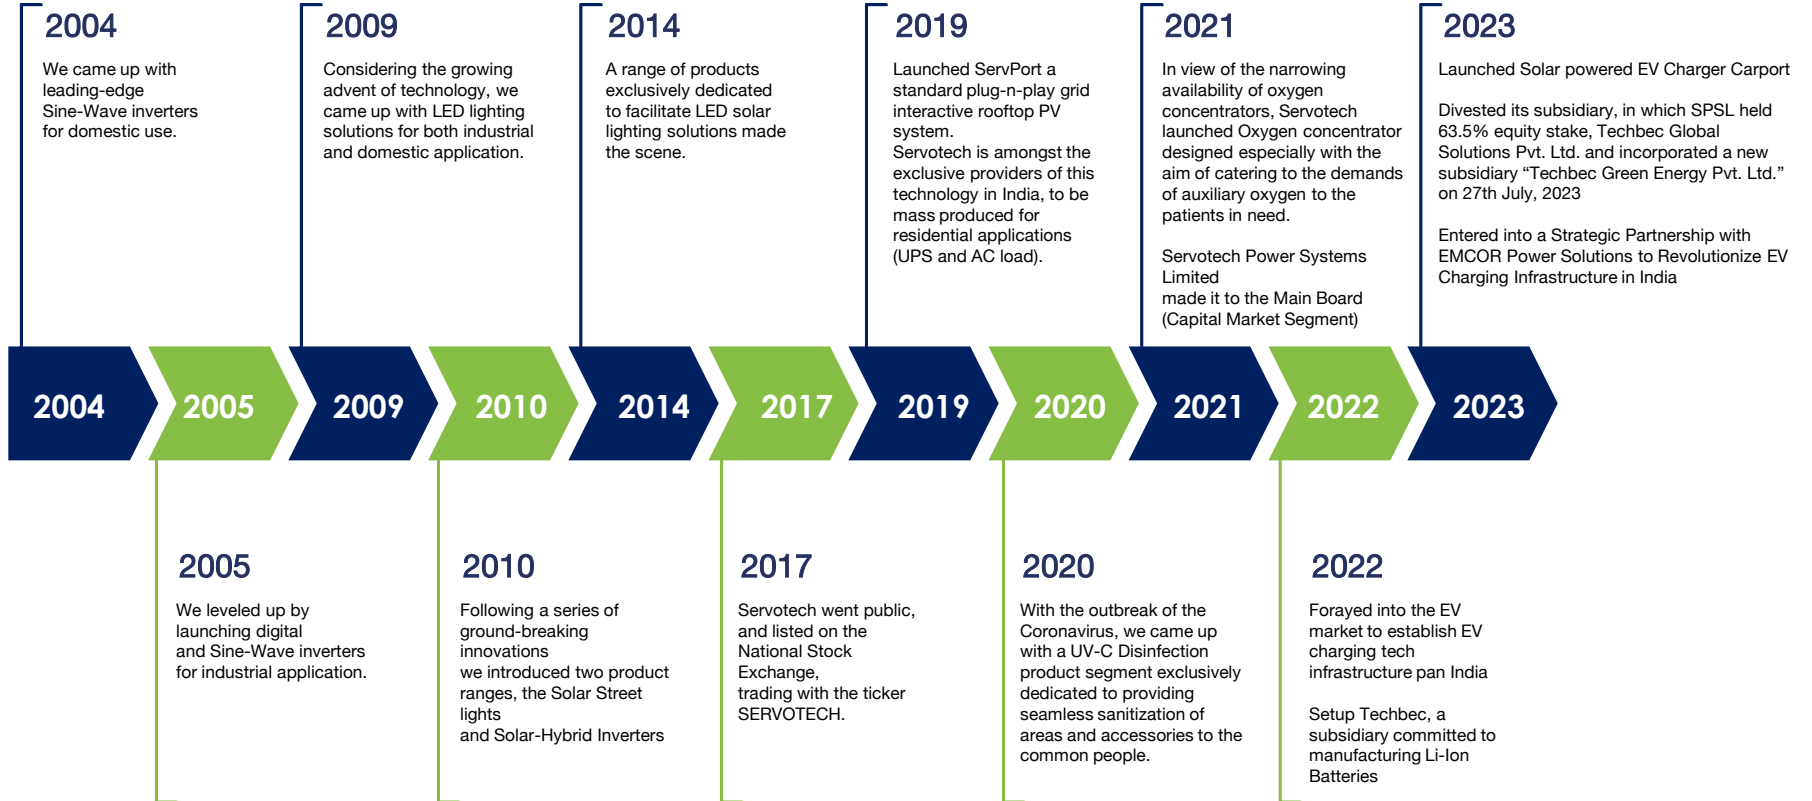 2004
We came up with
leading-edge
Sine-Wave inverters
for domestic use.
2009
Considering the growing
advent of technology, we
came up with LED lighting
solutions for both industrial
and domestic application.
2014
A range of products
exclusively dedicated
to facilitate LED solar
lighting solutions made
the scene.
2019
Launched ServPort a
standard plug-n-play grid
interactive rooftop PV
system.
Servotech is amongst the
exclusive providers of this
technology in India, to be
mass produced for
residential applications
(UPS and AC load).
2021
In view of the narrowing
availability of oxygen
concentrators, Servotech
launched Oxygen concentrator
designed especially with the
aim of catering to the demands
of auxiliary oxygen to the
patients in need.
Servotech Power Systems
Limited
made it to the Main Board
(Capital Market Segment)
2023
Launched Solar powered EV Charger Carport
Divested its subsidiary, in which SPSL held
63.5% equity stake, Techbec Global
Solutions Pvt. Ltd. and incorporated a new
subsidiary “Techbec Green Energy Pvt. Ltd.”
on 27th July, 2023
Entered into a Strategic Partnership with
EMCOR Power Solutions to Revolutionize EV
Charging Infrastructure in India
2004 2005 2009 2010 2014 2017 2019 2020 2021 2022 2023
2005
We leveled up by
launching digital
and Sine-Wave inverters
for industrial application.
2010
Following a series of
ground-breaking
innovations
we introduced two product
ranges, the Solar Street
lights
and Solar-Hybrid Inverters
2017
Servotech went public,
and listed on the
National Stock
Exchange,
trading with the ticker
SERVOTECH.
2020
With the outbreak of the
Coronavirus, we came up
with a UV-C Disinfection
product segment exclusively
dedicated to providing
seamless sanitization of
areas and accessories to the
common people.
2022
Forayed into the EV
market to establish EV
charging tech
infrastructure pan India
Setup Techbec, a
subsidiary committed to
manufacturing Li-Ion
Batteries